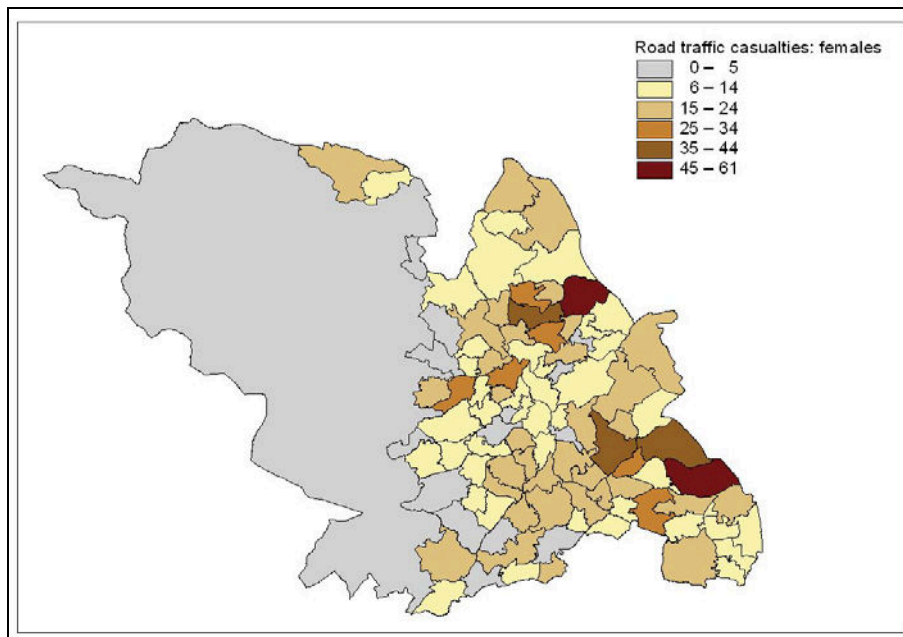 Road traffic casualties: females
0 – 5
6 – 14
15 – 24
25 – 34
35 – 44
45 – 61